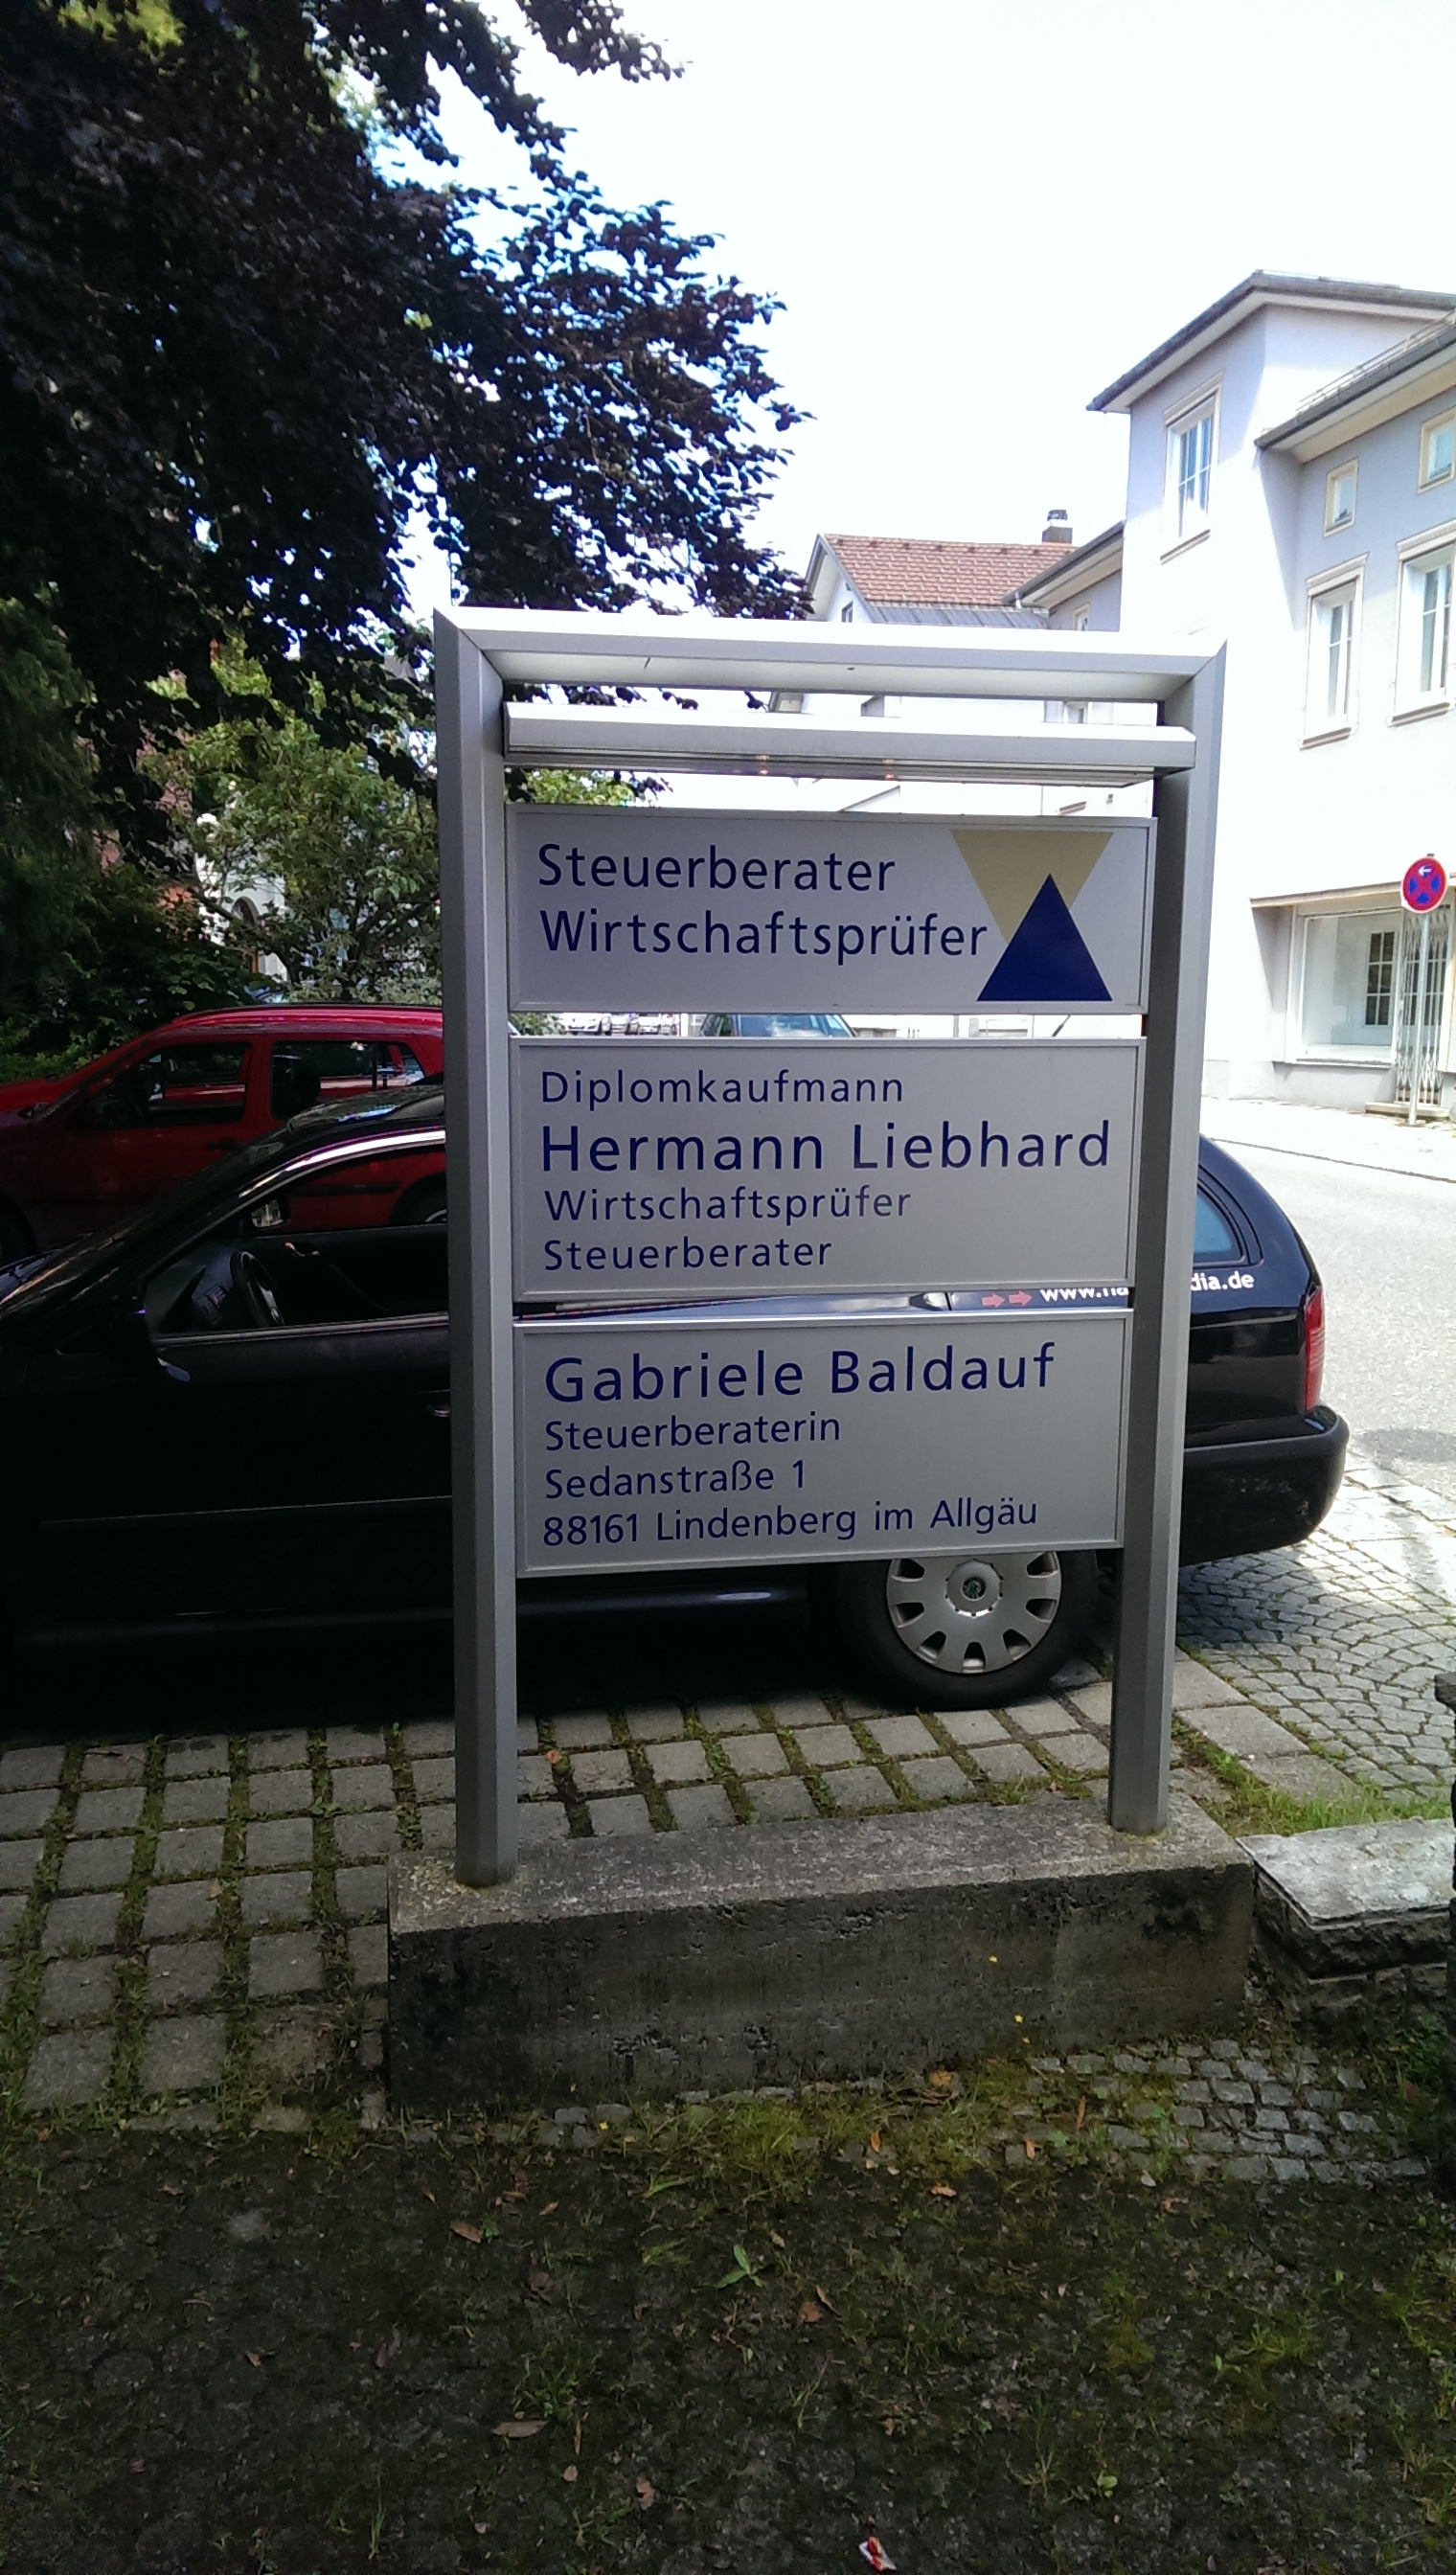 Steuerberater
Wirtschaftsprüfer
Diplomkaufmann
Hermann Liebhard
Wirtschaftsprüfer
Steuerberater
Gabriele Baldauf
Steuerberaterin
Sedanstraße 1
88161 Lindenberg im Allgäu